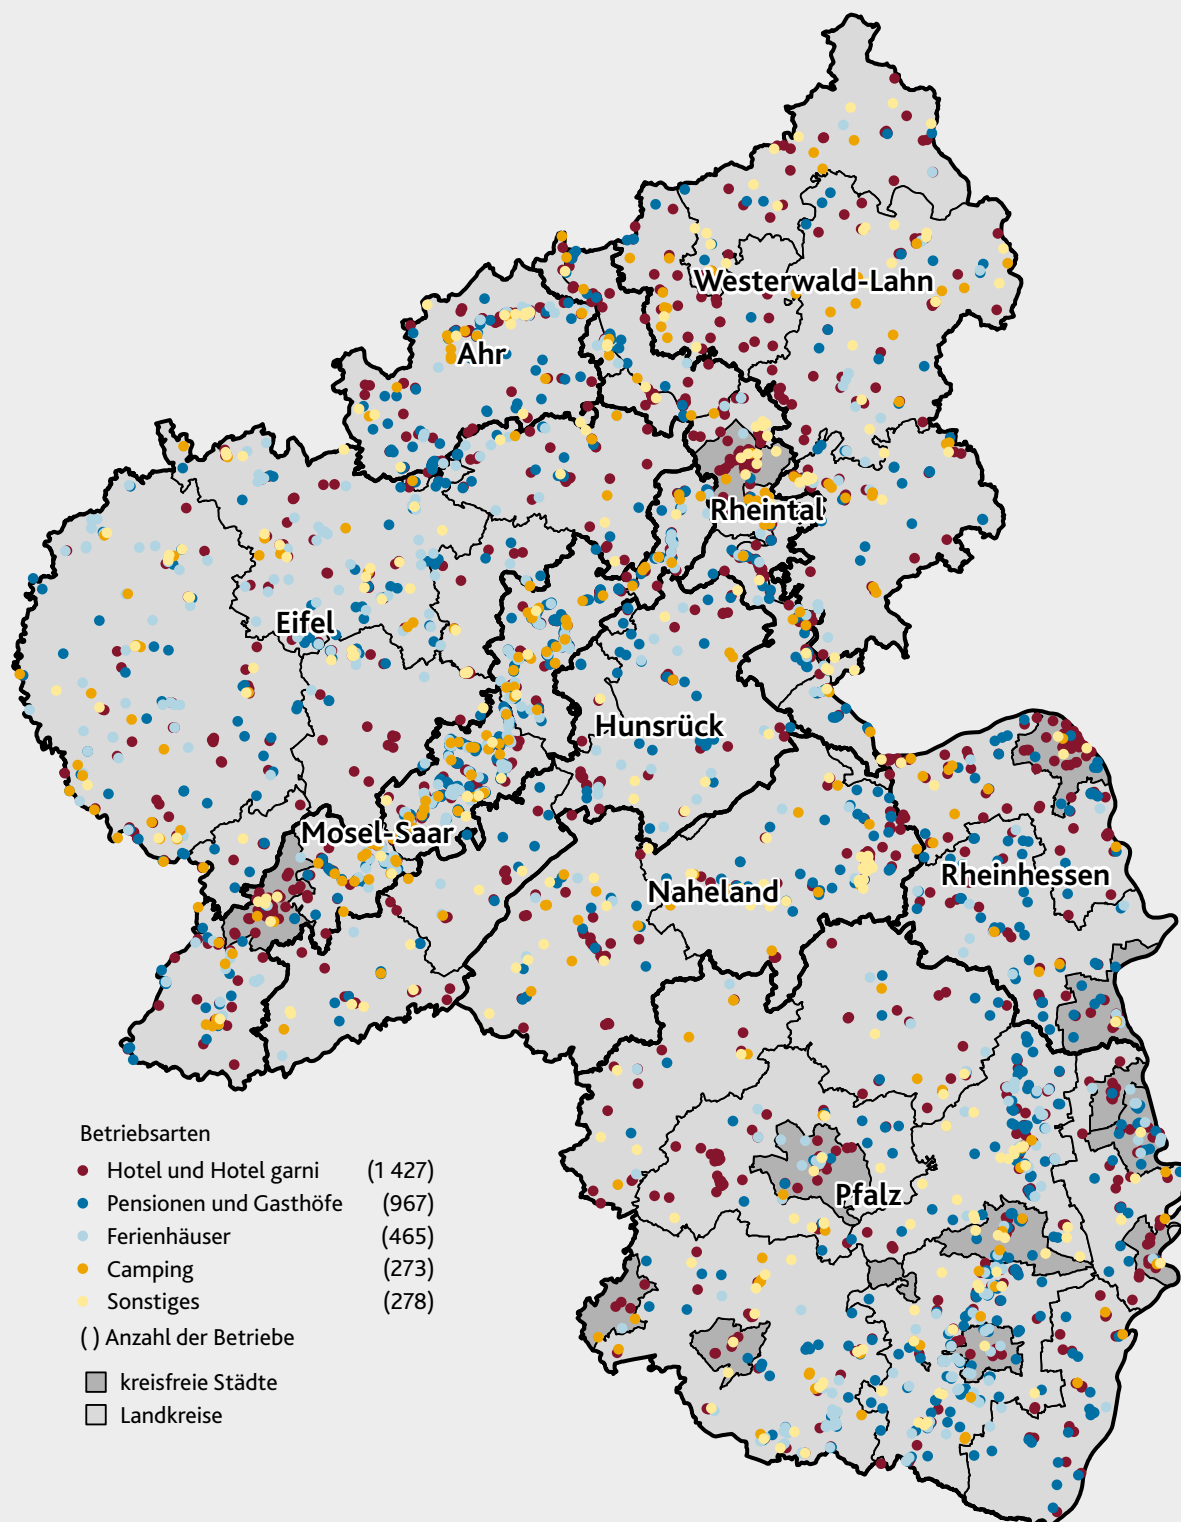 Westerwald-Lahn
Ahr
Rheintal
Eifel
Hunsrück
Mosel-Saar
Rheinhessen
Naheland
Pfalz
Betriebsarten
Hotel und Hotel garni (1 427)
Pensionen und Gasthöfe (967)
Ferienhäuser (465)
Camping (273)
Sonstiges (278)
( ) Anzahl der Betriebe
kreisfreie Städte
Landkreise